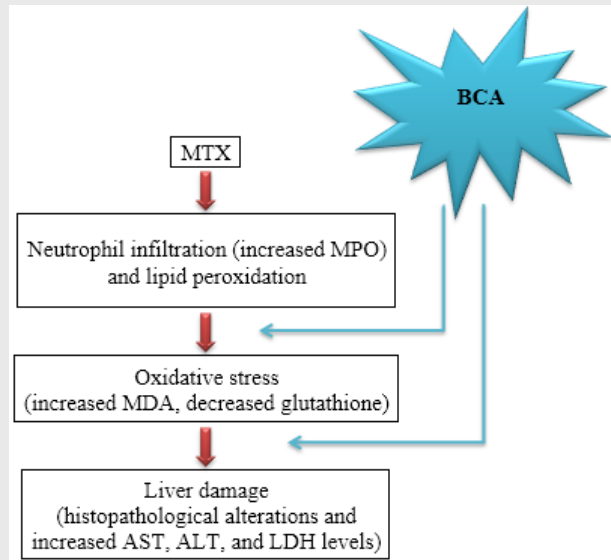 BCA
MTX
Neutrophil infiltration (increased MPO)
and lipid peroxidation
Oxidative stress
(increased MDA, decreased glutathione)
Liver damage
(histopathological alterations and
increased AST, ALT, and LDH levels)